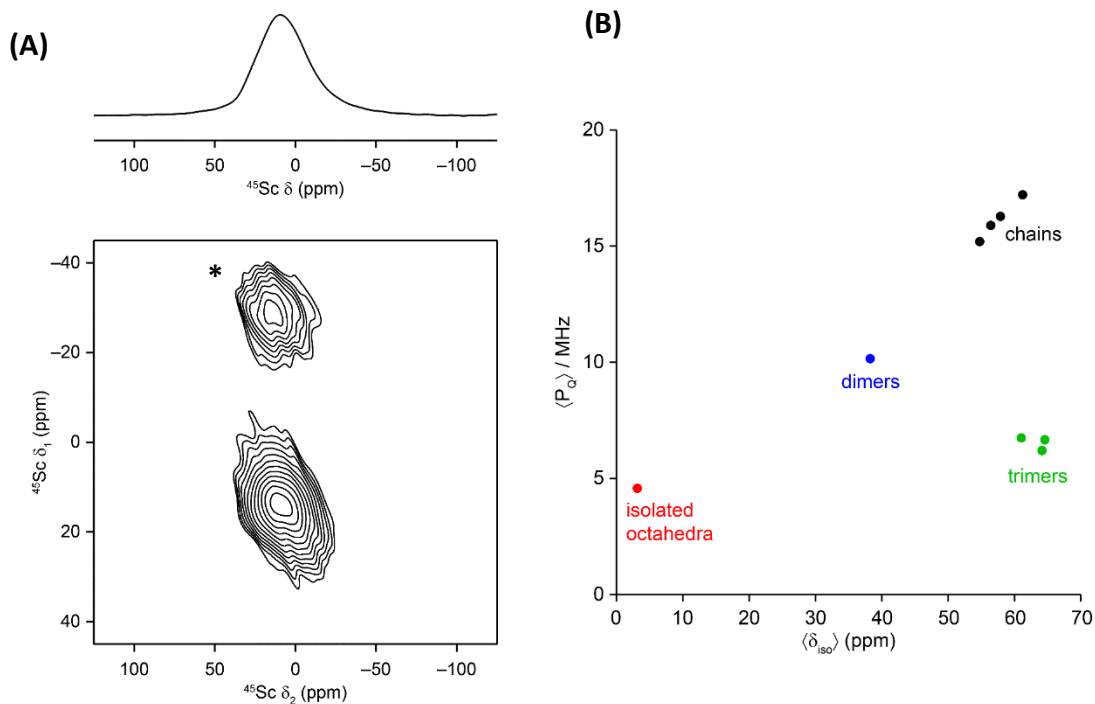 (A)
100 50 0 –50 –100
⁴⁵Sc δ (ppm)
–40
–20
0
20
40
*
⁴⁵Sc δ₁ (ppm)
100 50 0 –50 –100
⁴⁵Sc δ₂ (ppm)
(B)
20
15
10
5
0
⟨P_Q⟩ / MHz
chains
dimers
trimers
isolated
octahedra
0 10 20 30 40 50 60 70
⟨δ_iso⟩ (ppm)